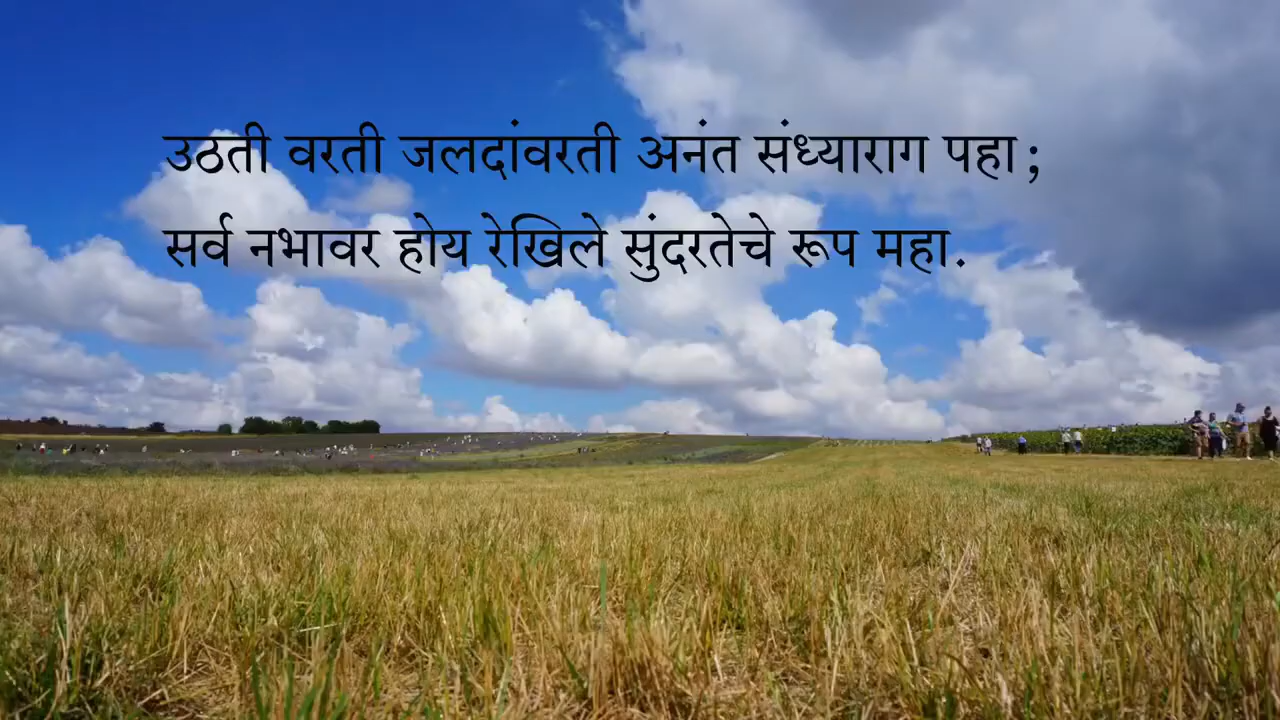 उठती वरती जलदांवरती अनंत संध्याराग पहा;
सर्व नभावर होय रेखिले सुंदरतेचे रूप महा.